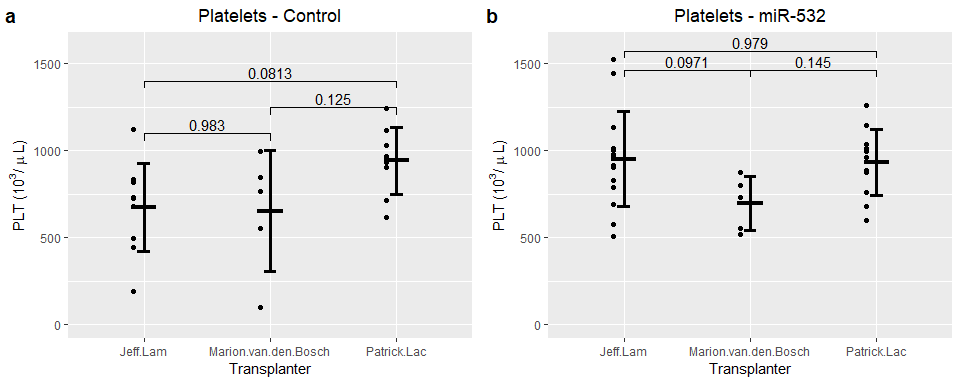 a
Platelets - Control
PLT (10³/ μ L)
1500
1000
500
0
0.0813
0.125
0.983
Jeff.Lam
Marion.van.den.Bosch
Patrick.Lac
Transplanter
b
Platelets - miR-532
PLT (10³/ μ L)
1500
1000
500
0
0.979
0.0971
0.145
Jeff.Lam
Marion.van.den.Bosch
Patrick.Lac
Transplanter